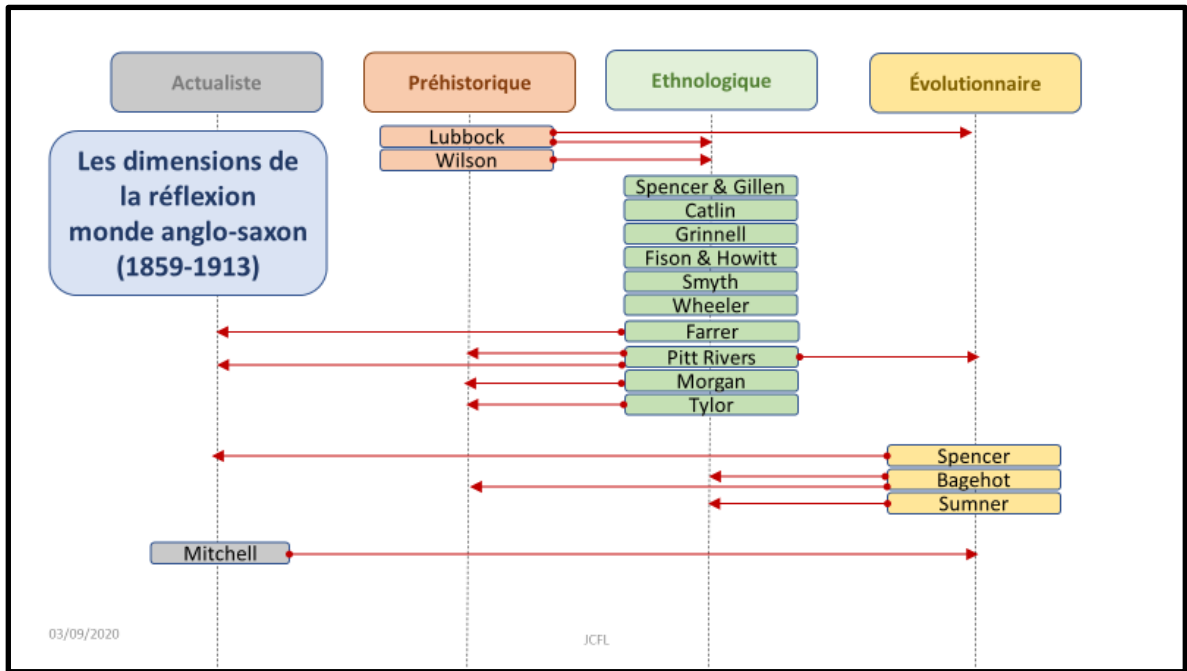 Actualiste
Préhistorique
Ethnologique
Évolutionnaire
Les dimensions de
la réflexion
monde anglo-saxon
(1859-1913)
Lubbock
Wilson
Spencer & Gillen
Catlin
Grinnell
Fison & Howitt
Smyth
Wheeler
Farrer
Pitt Rivers
Morgan
Tylor
Spencer
Bagehot
Sumner
Mitchell
03/09/2020
JCFL